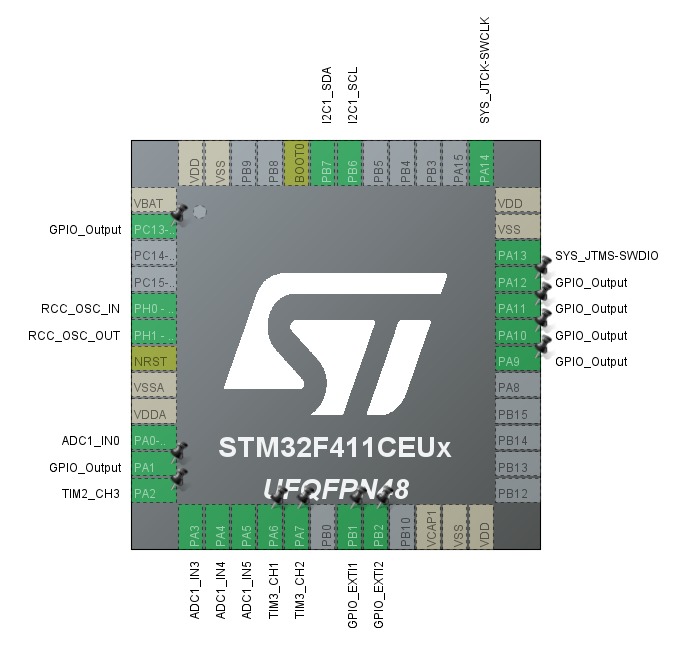 I2C1_SDA
I2C1_SCL
SYS_JTCK-SWCLK
VDD
VSS
PB9
PB8
BOOT0
PB7
PB6
PB5
PB4
PB3
PA15
PA14
VBAT
GPIO_Output PC13-..
PC14-..
PC15-..
RCC_OSC_IN PH0 -..
RCC_OSC_OUT PH1 -..
NRST
VSSA
VDDA
ADC1_IN0 PA0-..
GPIO_Output PA1
TIM2_CH3 PA2
VDD
VSS
PA13 SYS_JTMS-SWDIO
PA12 GPIO_Output
PA11 GPIO_Output
PA10 GPIO_Output
PA9 GPIO_Output
PA8
PB15
PB14
PB13
PB12
ST
STM32F411CEUx
UFQFPN48
PA3
PA4
PA5
PA6
PA7
PB0
PB1
PB2
PB10
VCAP1
VSS
VDD
ADC1_IN3
ADC1_IN4
ADC1_IN5
TIM3_CH1
TIM3_CH2
GPIO_EXTI1
GPIO_EXTI2